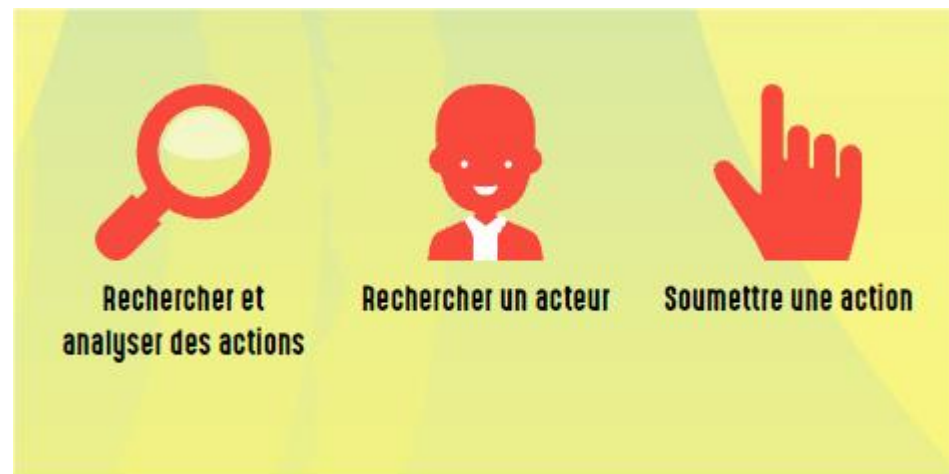 Rechercher et
analyser des actions
Rechercher un acteur
Soumettre une action